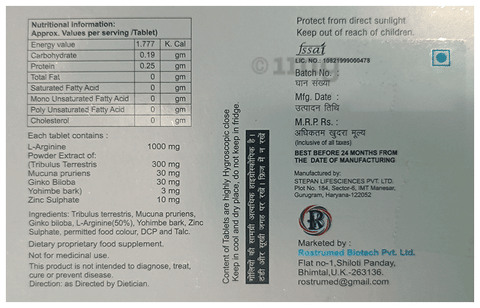 Nutritional information:
Approx. Values per serving /Tablet)
Energy value 1.777 K. Cal
Carbohydrate 0.19 gm
Protein 0.25 gm
Total Fat 0 gm
Saturated Fatty Acid 0 gm
Mono Unsaturated Fatty Acid 0 gm
Poly Unsaturated Fatty Acid 0 gm
Cholesterol 0 gm
Each tablet contains :
L-Arginine 1000 mg
Powder Extract of:
(Tribulus Terrestris 300 mg
Mucuna pruriens 30 mg
Ginko Biloba 30 mg
Yohimbe bark) 3 mg
Zinc Sulphate 10 mg
Ingredients: Tribulus terrestris, Mucuna pruriens,
Ginko biloba, L-Arginine(50%), Yohimbe bark, Zinc
Sulphate, permitted food colour, DCP and Talc.
Dietary proprietary food supplement.
Not for medicinal use.
This product is not intended to diagnose, treat,
cure or prevent disease.
Direction: as Directed by Dietician.
Content of Tablets are highly Hygroscopic close
Keep in cool and dry place, do not keep in fridge.
गोलियों की सामग्री अत्यधिक हाइग्रोस्कोपिक है।
ठंडी और सूखी जगह पर रखें। फ्रिज में न रखें
Protect from direct sunlight
Keep out of reach of children.
fssai
LIC. NO.: 10821999000478
Batch No.
घान संख्या
Mfg. Date :
उत्पादन तिथि
M.R.P Rs. :
अधिकतम खुदरा मूल्य
(inclusive of all taxes)
BEST BEFORE 24 MONTHS FROM
THE DATE OF MANUFACTURING
Manufactured by:
STEPAN LIFESCIENCES PVT. LTD.
Plot No. 184, Sector-6, IMT Manesar,
Gurugram, Haryana-122052
R
Marketed by :
Rostrumed Biotech Pvt. Ltd.
Flat no-1,Shiloti Panday,
Bhimtal,U.K.-263136.
rostrumed@gmail.com